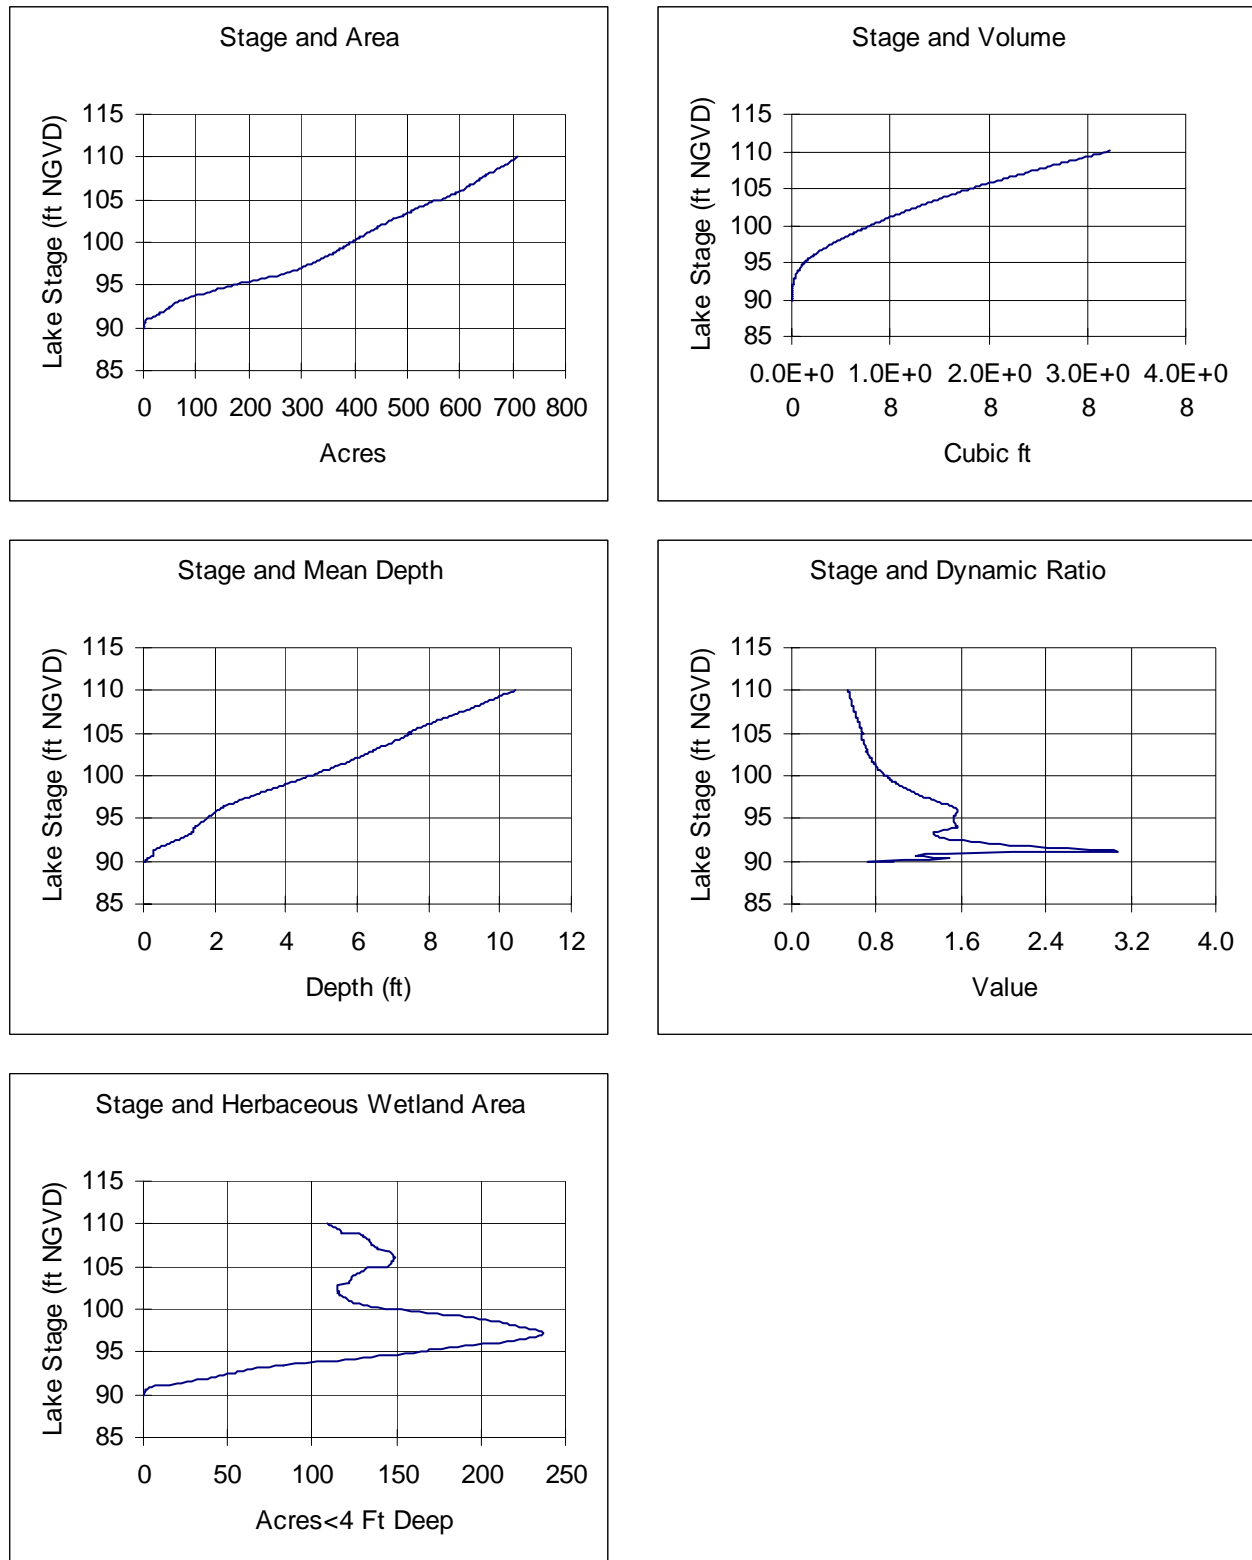 Stage and Area
Lake Stage (ft NGVD)
115
110
105
100
95
90
85
0 100 200 300 400 500 600 700 800
Acres
Stage and Volume
Lake Stage (ft NGVD)
115
110
105
100
95
90
85
0.0E+0 1.0E+0 2.0E+0 3.0E+0 4.0E+0
0 8 8 8 8
Cubic ft
Stage and Mean Depth
Lake Stage (ft NGVD)
115
110
105
100
95
90
85
0 2 4 6 8 10 12
Depth (ft)
Stage and Dynamic Ratio
Lake Stage (ft NGVD)
115
110
105
100
95
90
85
0.0 0.8 1.6 2.4 3.2 4.0
Value
Stage and Herbaceous Wetland Area
Lake Stage (ft NGVD)
115
110
105
100
95
90
85
0 50 100 150 200 250
Acres<4 Ft Deep